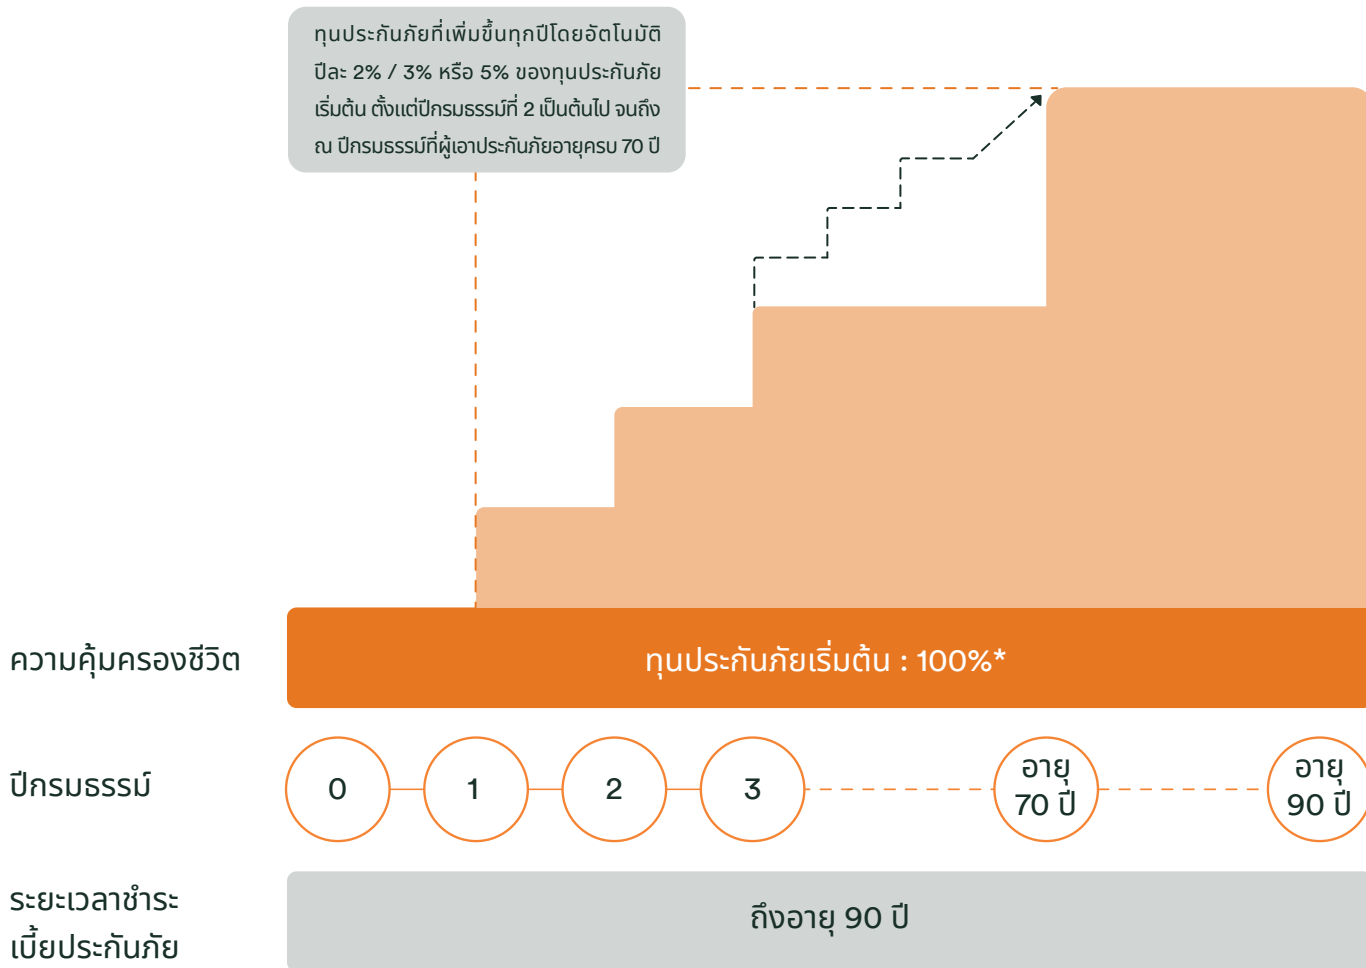 ทุนประกันภัยที่เพิ่มขึ้นทุกปีโดยอัตโนมัติ
ปีละ 2% / 3% หรือ 5% ของทุนประกันภัย
เริ่มต้น ตั้งแต่ปีกรมธรรม์ที่ 2 เป็นต้นไป จนถึง
ณ ปีกรมธรรม์ที่ผู้เอาประกันภัยอายุครบ 70 ปี
ความคุ้มครองชีวิต
ทุนประกันภัยเริ่มต้น : 100%*
ปีกรมธรรม์
0
1
2
3
อายุ
70 ปี
อายุ
90 ปี
ระยะเวลาชำระ
เบี้ยประกันภัย
ถึงอายุ 90 ปี